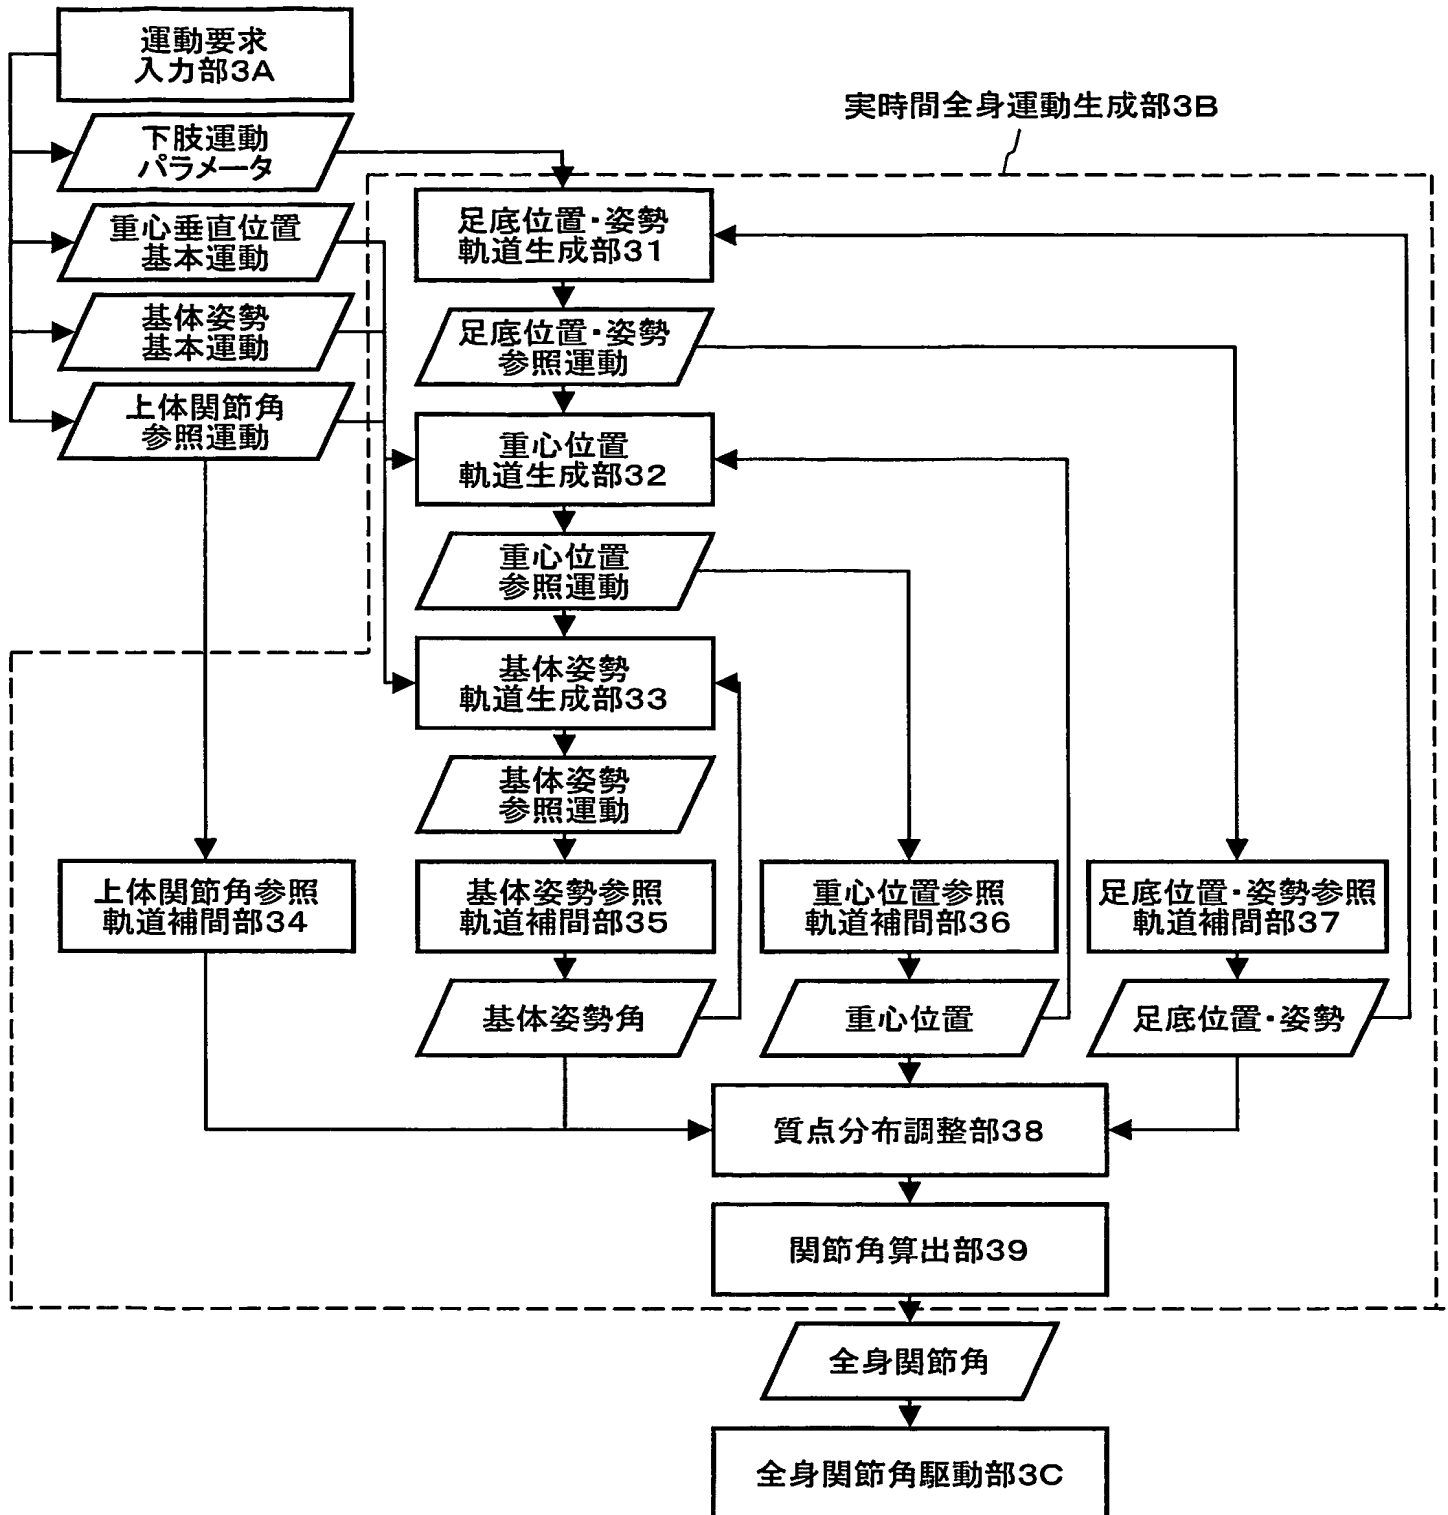 運動要求
入力部3A
実時間全身運動生成部3B
下肢運動
パラメータ
重心垂直位置
基本運動
基体姿勢
基本運動
上体関節角
参照運動
足底位置・姿勢
軌道生成部31
足底位置・姿勢
参照運動
重心位置
軌道生成部32
重心位置
参照運動
基体姿勢
軌道生成部33
基体姿勢
参照運動
上体関節角参照
軌道補間部34
基体姿勢参照
軌道補間部35
重心位置参照
軌道補間部36
足底位置・姿勢参照
軌道補間部37
基体姿勢角
重心位置
足底位置・姿勢
質点分布調整部38
関節角算出部39
全身関節角
全身関節角駆動部3C